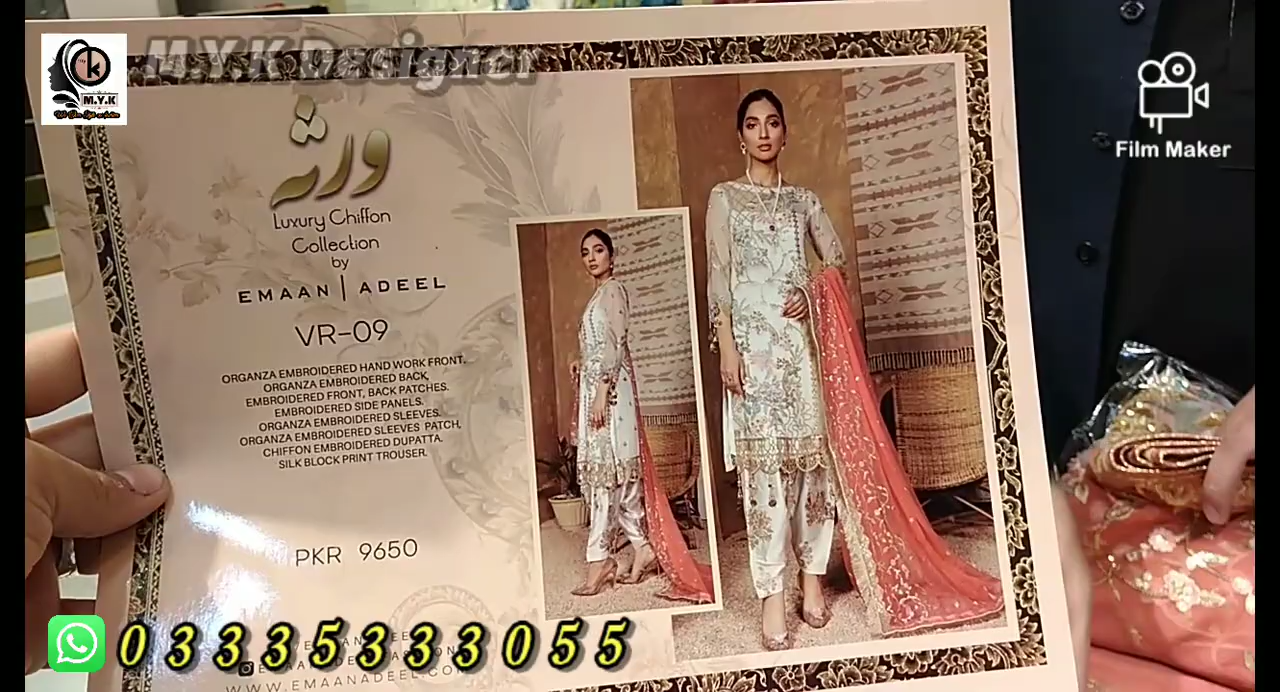 M.Y.K Designer
k
M.Y.K
Film Maker
ورثہ
Luxury Chiffon
Collection
by
EMAAN | ADEEL
VR-09
ORGANZA EMBROIDERED HAND WORK FRONT.
ORGANZA EMBROIDERED BACK,
EMBROIDERED FRONT, BACK PATCHES.
EMBROIDERED SIDE PANELS.
ORGANZA EMBROIDERED SLEEVES.
ORGANZA EMBROIDERED SLEEVES PATCH,
CHIFFON EMBROIDERED DUPATTA.
SILK BLOCK PRINT TROUSER.
PKR 9650
03335333055
WWW.EMAANADEEL.COM